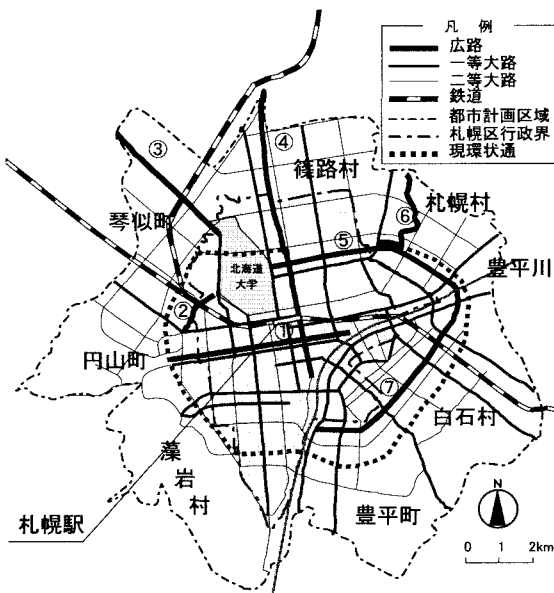 凡 例
広路
一等大路
二等大路
鉄道
都市計画区域
札幌区行政界
現環状通
③
④
篠路村
⑥
札幌村
琴似町
⑤
北海道
大学
豊平川
②
①
円山町
⑦
白石村
藻岩村
札幌駅
豊平町
N
0 1 2km